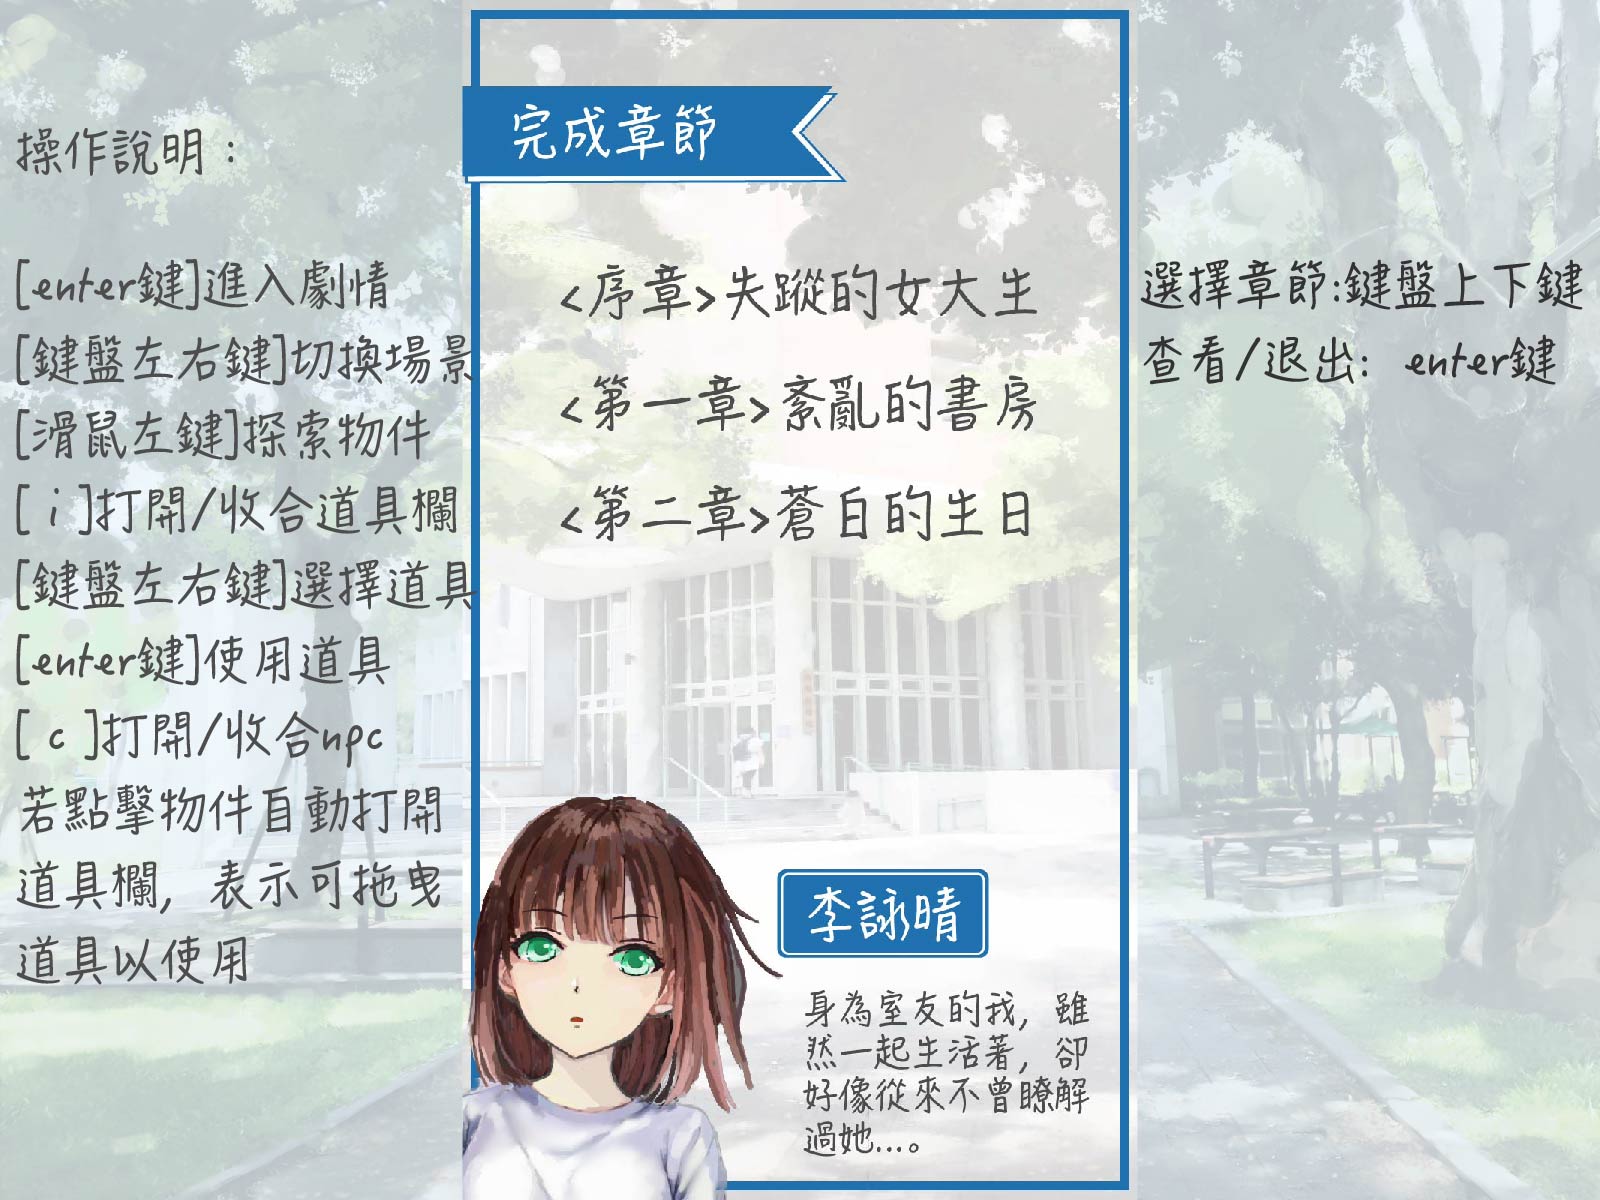 操作說明：
[enter鍵]進入劇情
[鍵盤左右鍵]切換場景
[滑鼠左鍵]探索物件
[ i ]打開/收合道具欄
[鍵盤左右鍵]選擇道具
[enter鍵]使用道具
[ c ]打開/收合npc
若點擊物件自動打開
道具欄，表示可拖曳
道具以使用
完成章節
<序章>失蹤的女大生
<第一章>紊亂的書房
<第二章>蒼白的生日
李詠晴
身為室友的我，雖
然一起生活著，卻
好像從來不曾瞭解
過她...。
選擇章節:鍵盤上下鍵
查看/退出: enter鍵